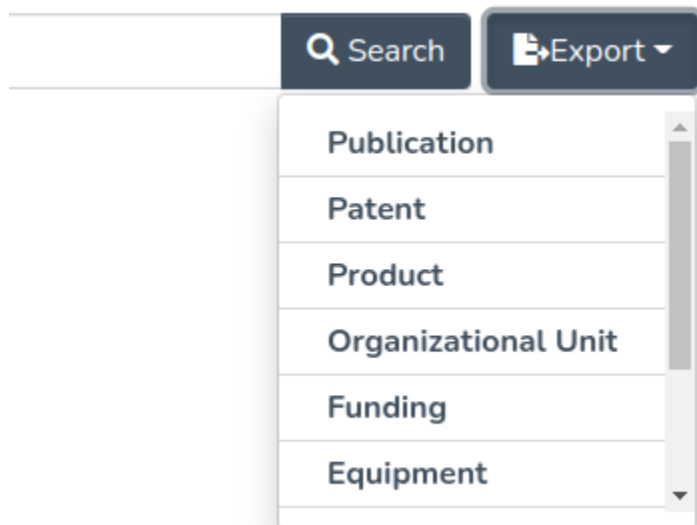 Search
Export
Publication
Patent
Product
Organizational Unit
Funding
Equipment